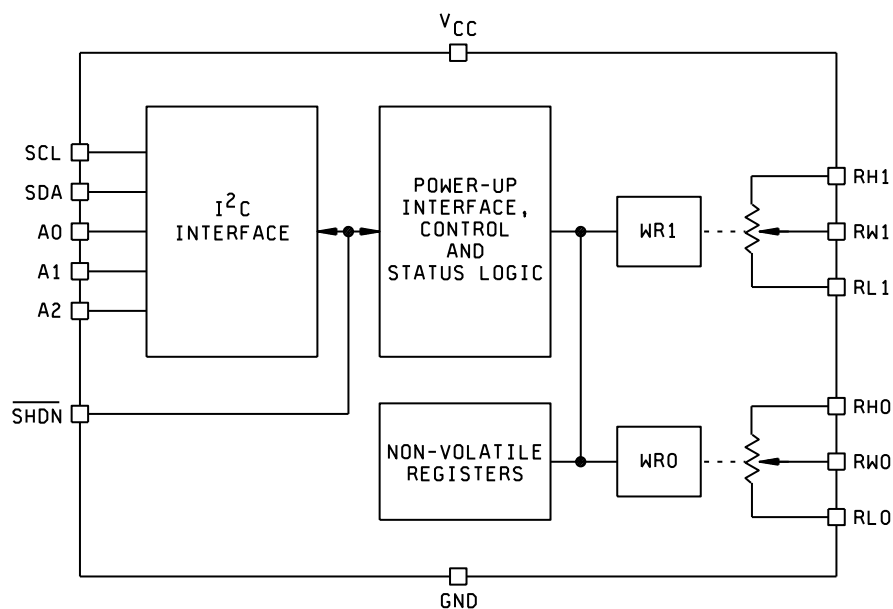 VCC
SCL
SDA
A0
A1
A2
SHDN
I²C
INTERFACE
POWER-UP
INTERFACE,
CONTROL
AND
STATUS LOGIC
NON-VOLATILE
REGISTERS
WR1
WR0
RH1
RW1
RL1
RH0
RW0
RL0
GND